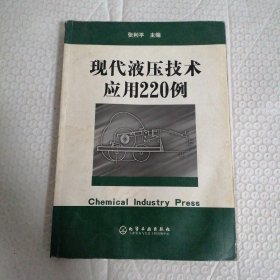 张利平 主编
现代液压技术
应用220例
Chemical Industry Press
化学工业出版社